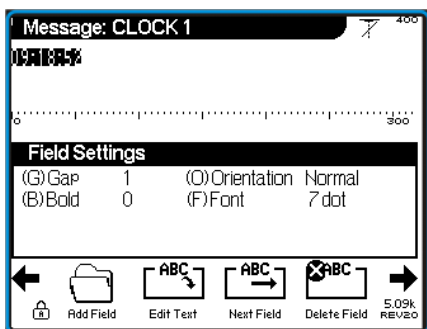 Message: CLOCK 1
400
0
300
Field Settings
(G) Gap 1 (O) Orientation Normal
(B) Bold 0 (F) Font 7 dot
ABC ABC ABC
Add Field Edit Text Next Field Delete Field 5.09k
REV20